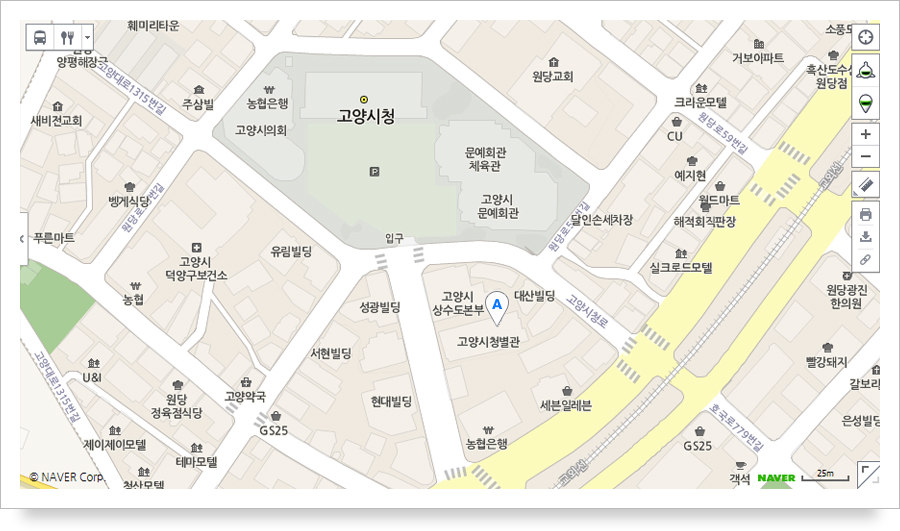 훼미리티운
양평해장국
고양대로1315번길
새비전교회
주삼빌
농협은행
고양시의회
고양시청
원당교회
거보아파트
소풍모
흑산도수산
원당점
크리운모텔
CU
원당로59번길
문예회관
체육관
고양시
문예회관
예지현
월드마트
해적회직판장
달인손세차장
교외선
벵게식당
푸른마트
P
입구
유림빌딩
고양시
덕양구보건소
농협
실크로드모텔
원당광진
한의원
성광빌딩
고양시
상수도본부
A
대산빌딩
고양시청로
고양시청별관
서현빌딩
U&I
고양대로1315번길
원당
정육점식당
고양약국
GS25
현대빌딩
세븐일레븐
빨강돼지
갈보리
은성빌딩
호국로779번길
GS25
제이제이모텔
테마모텔
청산모텔
농협은행
교외선
객석
© NAVER Corp.
NAVER
25m